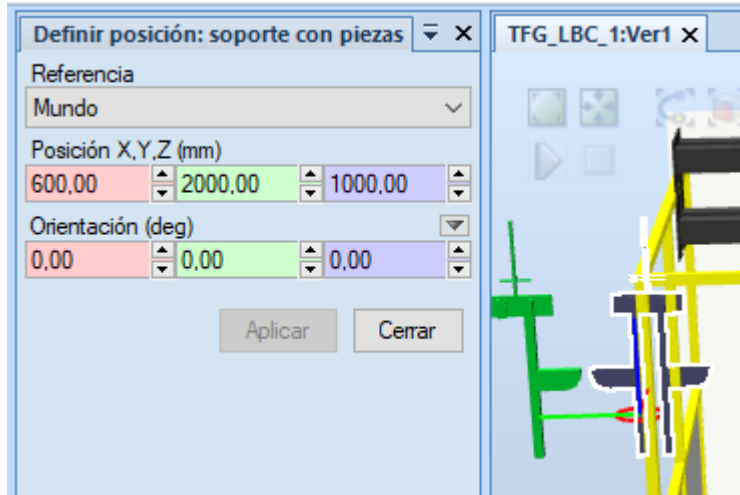 Definir posición: soporte con piezas
TFG_LBC_1:Ver1
Referencia
Mundo
Posición X,Y,Z (mm)
600,00 2000,00 1000,00
Orientación (deg)
0,00 0,00 0,00
Aplicar Cerrar